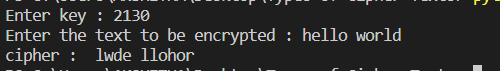 Enter key : 2130
Enter the text to be encrypted : hello world
cipher :  lwde llohor